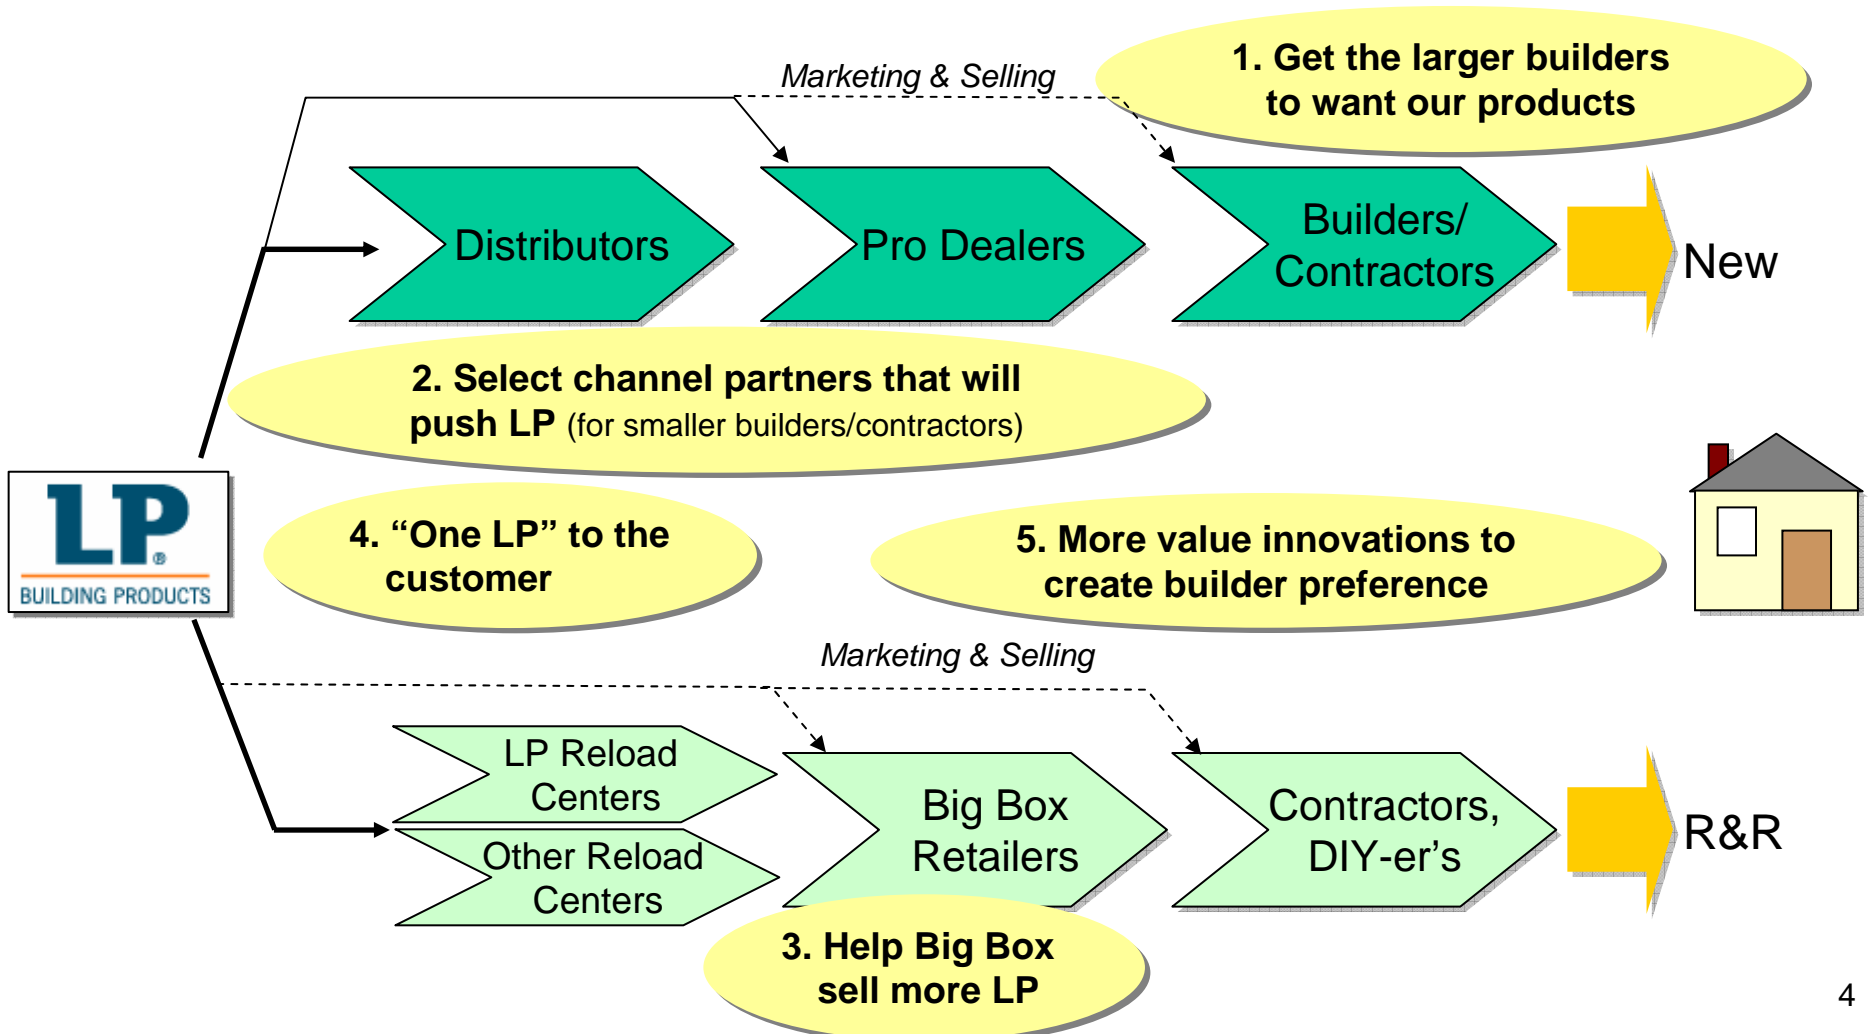 1. Get the larger builders
to want our products
Marketing & Selling
Distributors
Pro Dealers
Builders/
Contractors
New
2. Select channel partners that will
push LP (for smaller builders/contractors)
LP®
BUILDING PRODUCTS
4. “One LP” to the
customer
5. More value innovations to
create builder preference
Marketing & Selling
LP Reload
Centers
Other Reload
Centers
Big Box
Retailers
Contractors,
DIY-er’s
R&R
3. Help Big Box
sell more LP
4